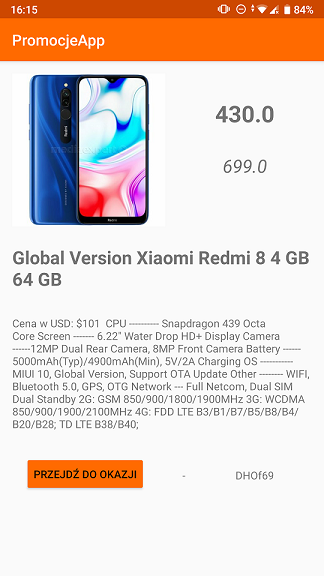 16:15
84%
PromocjeApp
Redmi
430.0
699.0
Global Version Xiaomi Redmi 8 4 GB
64 GB
Cena w USD: $101  CPU ---------- Snapdragon 439 Octa
Core Screen ------- 6.22" Water Drop HD+ Display Camera
------12MP Dual Rear Camera, 8MP Front Camera Battery ------
5000mAh(Typ)/4900mAh(Min), 5V/2A Charging OS -----------
MIUI 10, Global Version, Support OTA Update Other -------- WIFI,
Bluetooth 5.0, GPS, OTG Network --- Full Netcom, Dual SIM
Dual Standby 2G: GSM 850/900/1800/1900MHz 3G: WCDMA
850/900/1900/2100MHz 4G: FDD LTE B3/B1/B7/B5/B8/B4/
B20/B28; TD LTE B38/B40;
PRZEJDŹ DO OKAZJI
-
DHOf69